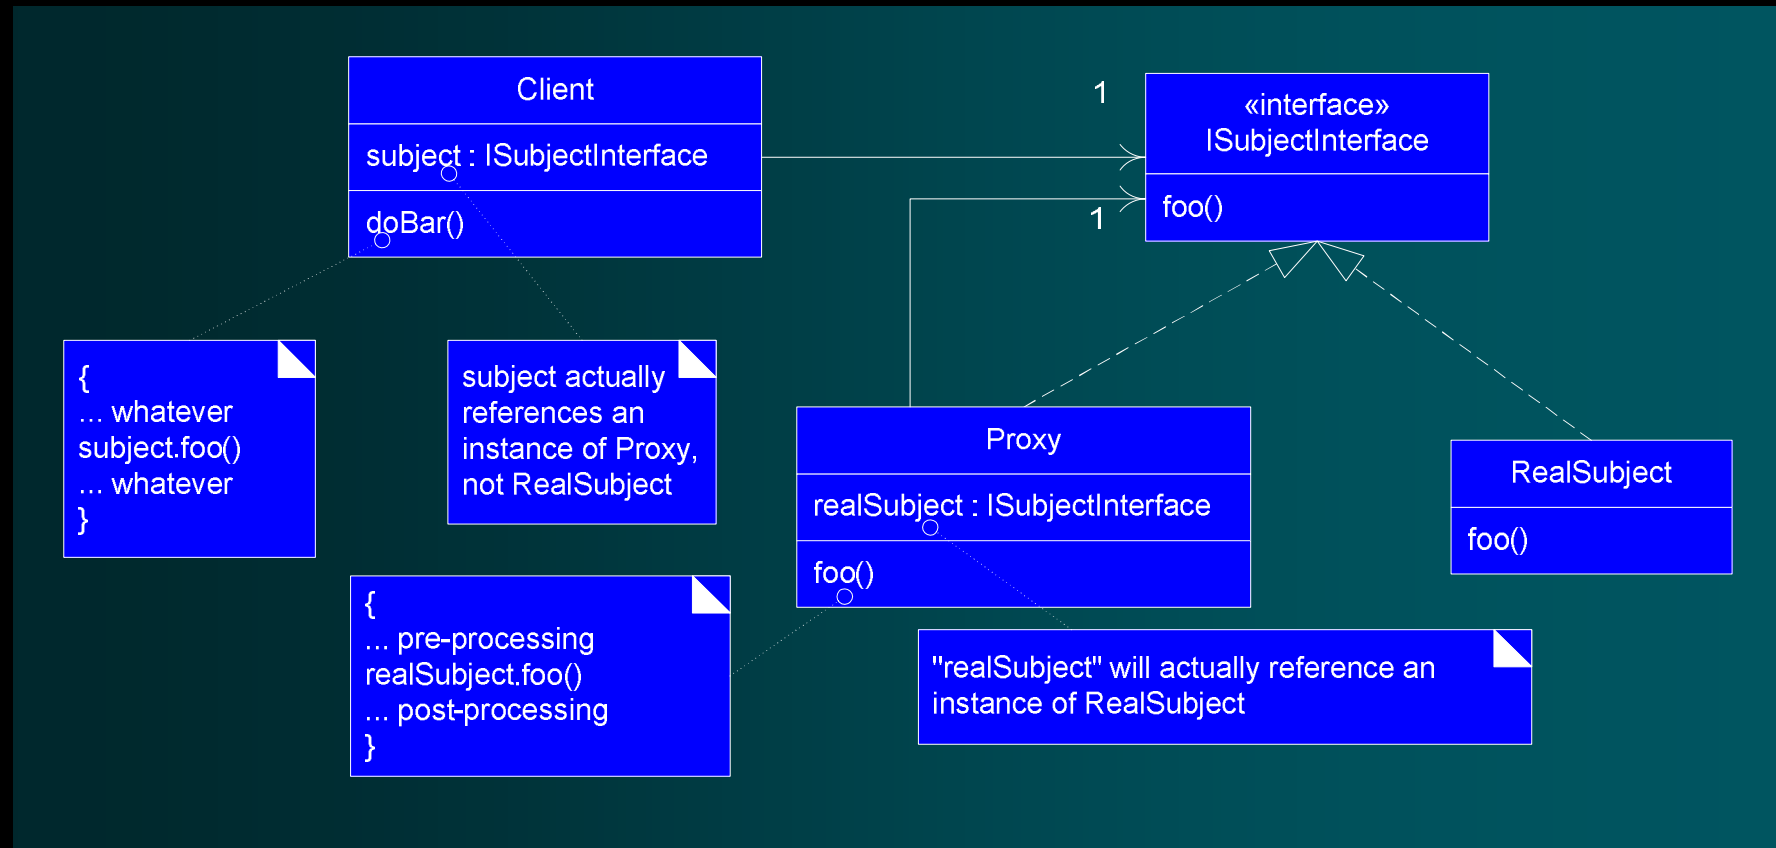 Client
subject : ISubjectInterface
doBar()
1
«interface»
ISubjectInterface
foo()
1
{
... whatever
subject.foo()
... whatever
}
subject actually
references an
instance of Proxy,
not RealSubject
Proxy
realSubject : ISubjectInterface
foo()
RealSubject
foo()
{
... pre-processing
realSubject.foo()
... post-processing
}
"realSubject" will actually reference an
instance of RealSubject